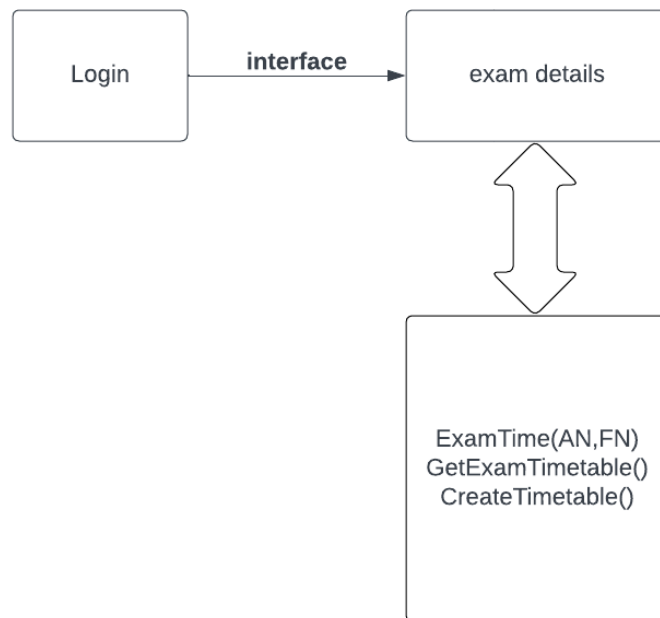 Login
interface
exam details
ExamTime(AN,FN)
GetExamTimetable()
CreateTimetable()